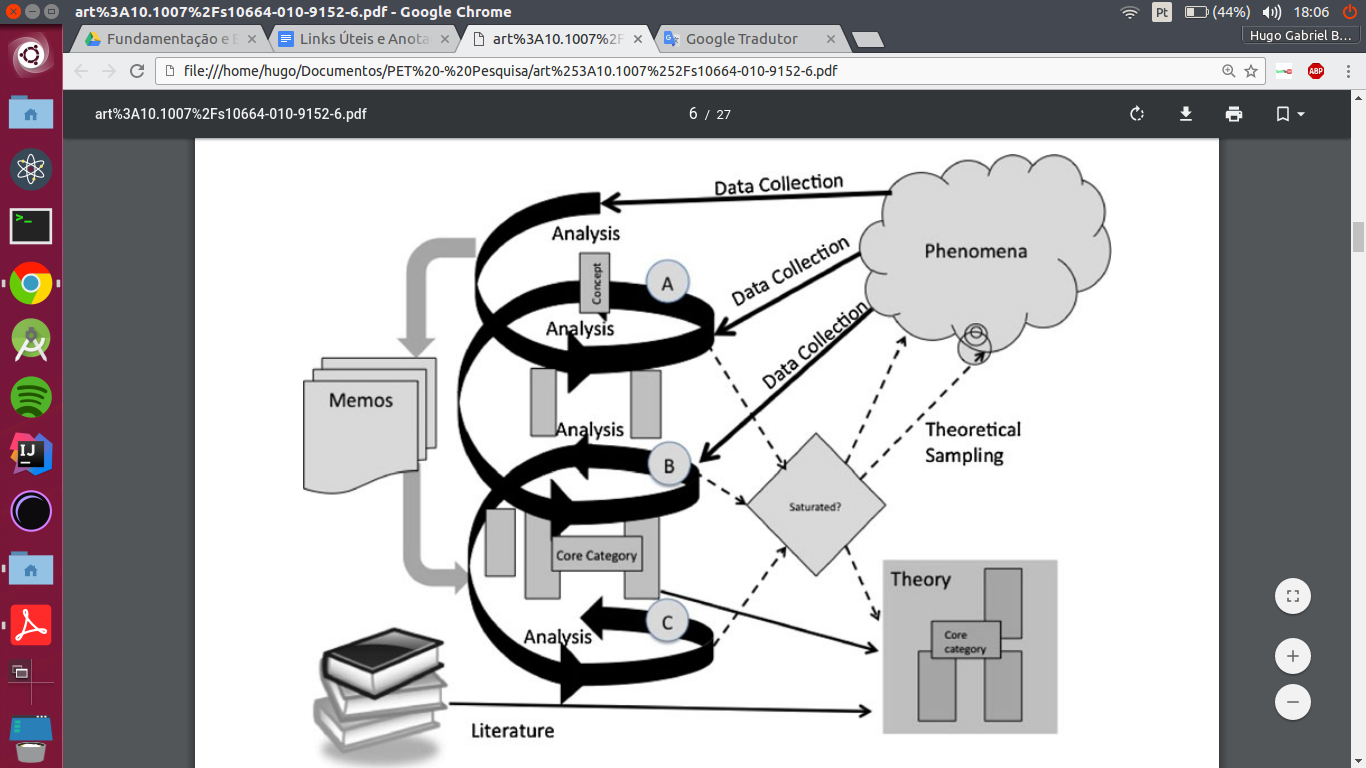 art%3A10.1007%2Fs10664-010-9152-6.pdf - Google Chrome
Pt
(44%)
18:06
Fundamentação e E
Links Úteis e Anota
art%3A10.1007%2F
Google Tradutor
Hugo Gabriel B...
file:///home/hugo/Documentos/PET%20-%20Pesquisa/art%253A10.1007%252Fs10664-010-9152-6.pdf
ABP
art%3A10.1007%2Fs10664-010-9152-6.pdf
6 / 27
Data Collection
Analysis
Phenomena
Concept
A
Data Collection
Analysis
Data Collection
Memos
Analysis
Theoretical
Sampling
B
Saturated?
Core Category
Theory
C
Analysis
Core
category
Literature
>_
IJ